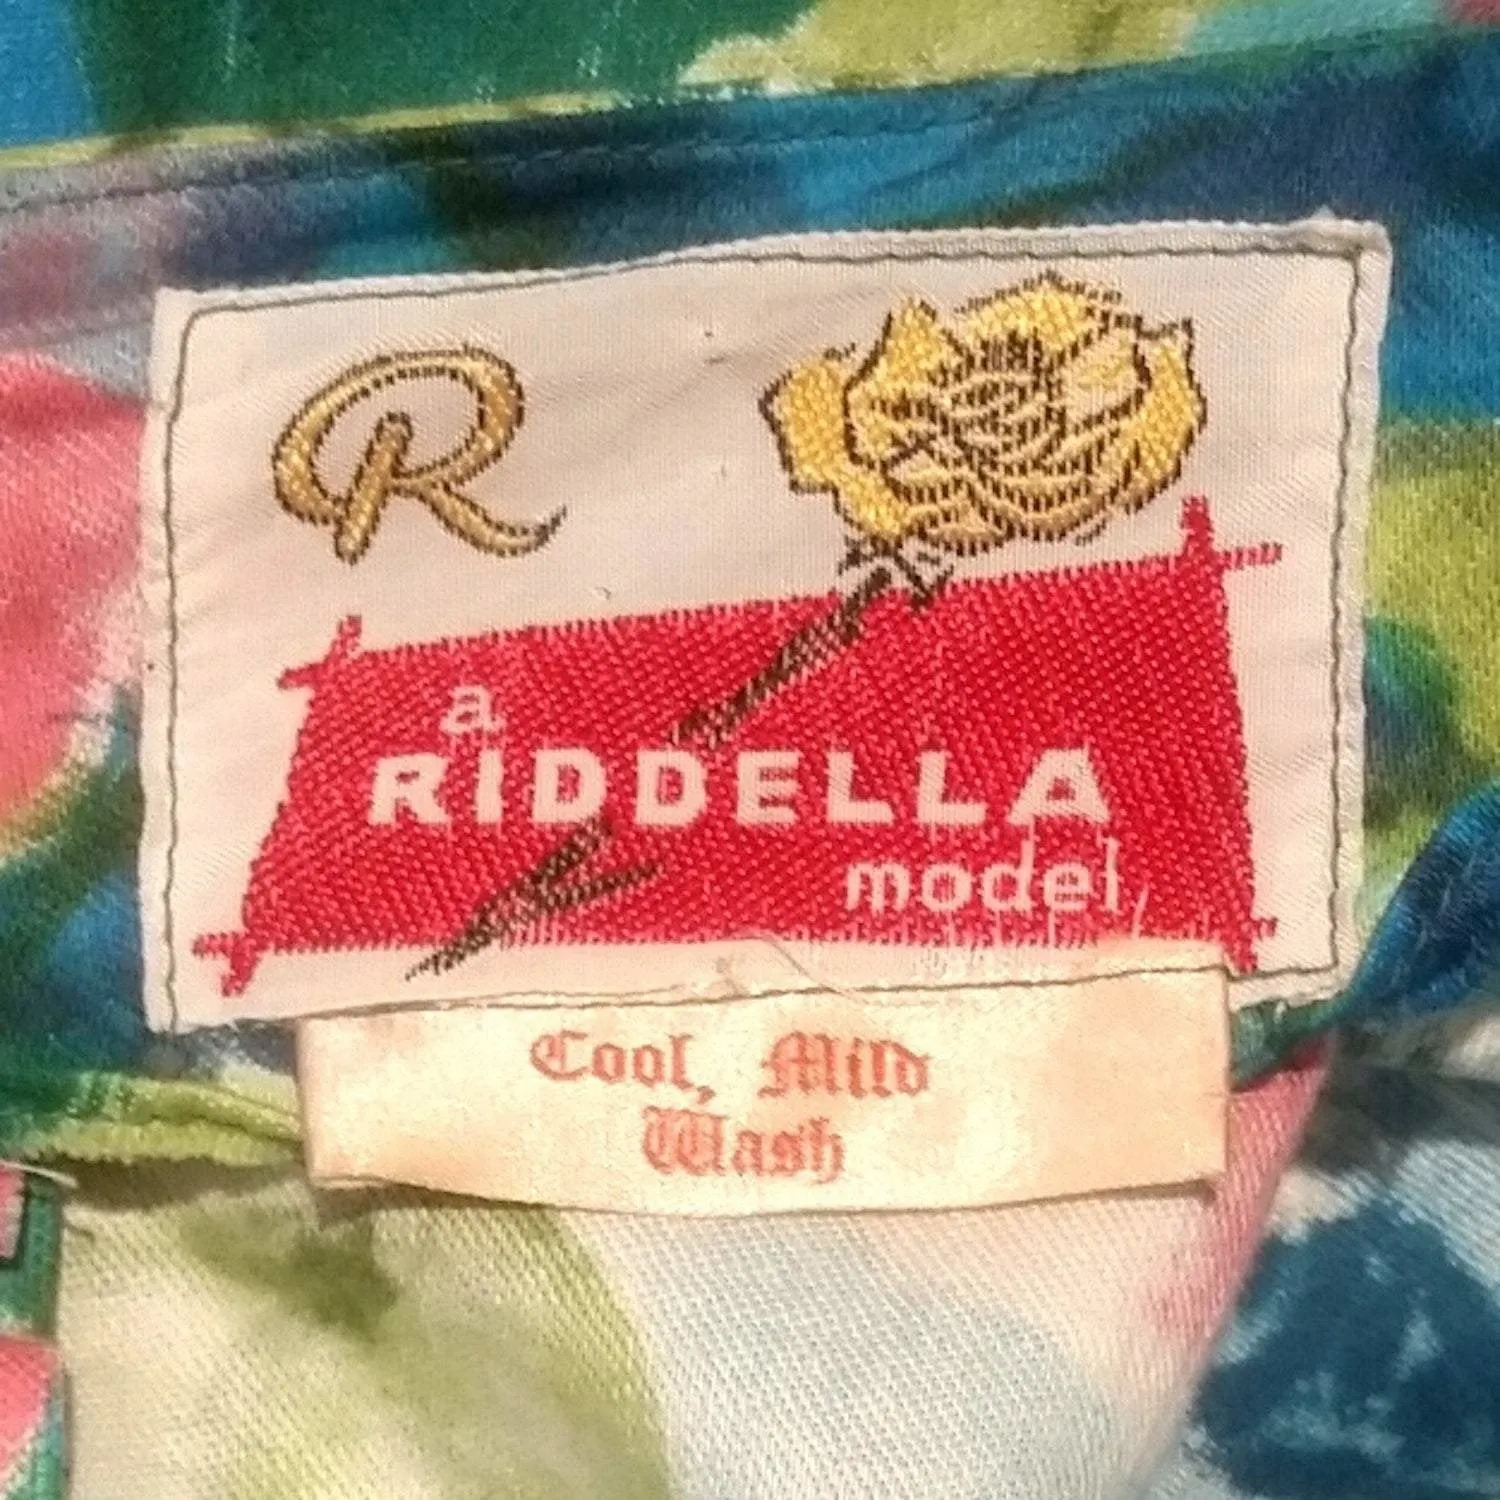 R
a
RIDDELLA
model
Cool, Mild
Wash